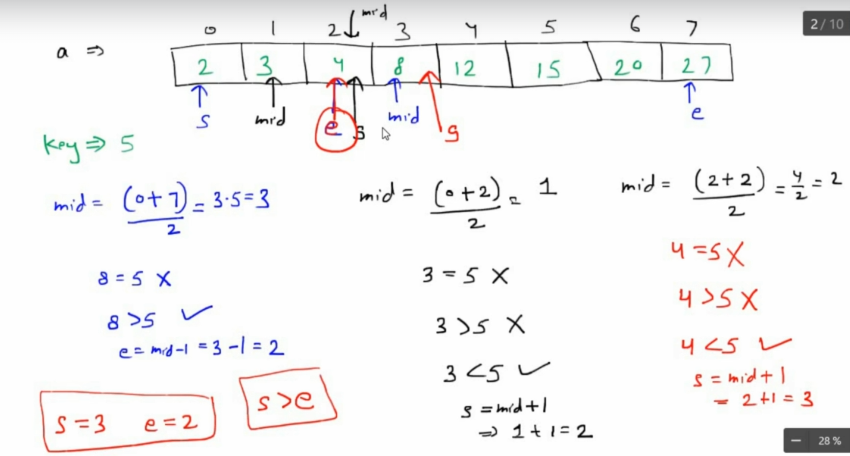 0 1 2 mid 3 4 5 6 7
2 / 10
a ⇒ 2 3 4 8 12 15 20 27
s mid e s mid s e
Key ⇒ 5
mid = (0+7)/2 = 3.5 = 3
8 = 5 X
8 > 5 ✓
e = mid-1 = 3-1 = 2
mid = (0+2)/2 = 1
3 = 5 X
3 > 5 X
3 < 5 ✓
s = mid+1
⇒ 1+1 = 2
mid = (2+2)/2 = 4/2 = 2
4 = 5 X
4 > 5 X
4 < 5 ✓
s = mid+1
= 2+1 = 3
s = 3 e = 2
s > e
28 %